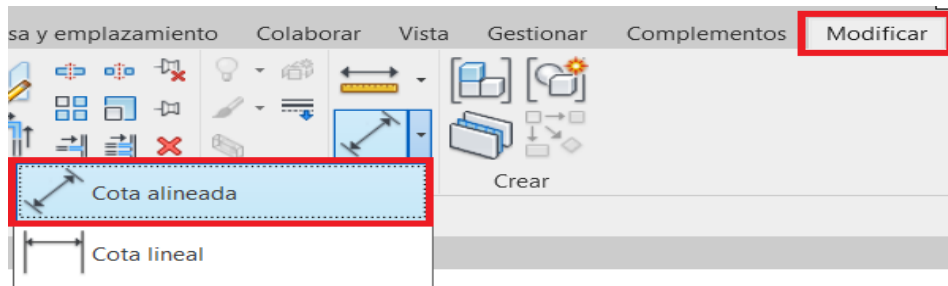 sa y emplazamiento Colaborar Vista Gestionar Complementos Modificar
Crear
Cota alineada
Cota lineal